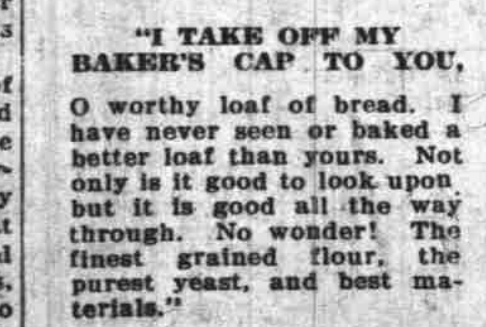 "I TAKE OFF MY
BAKER'S CAP TO YOU,
O worthy loaf of bread. I
have never seen or baked a
better loaf than yours. Not
only is it good to look upon
but it is good all the way
through. No wonder! The
finest grained flour, the
purest yeast, and best ma-
terials."